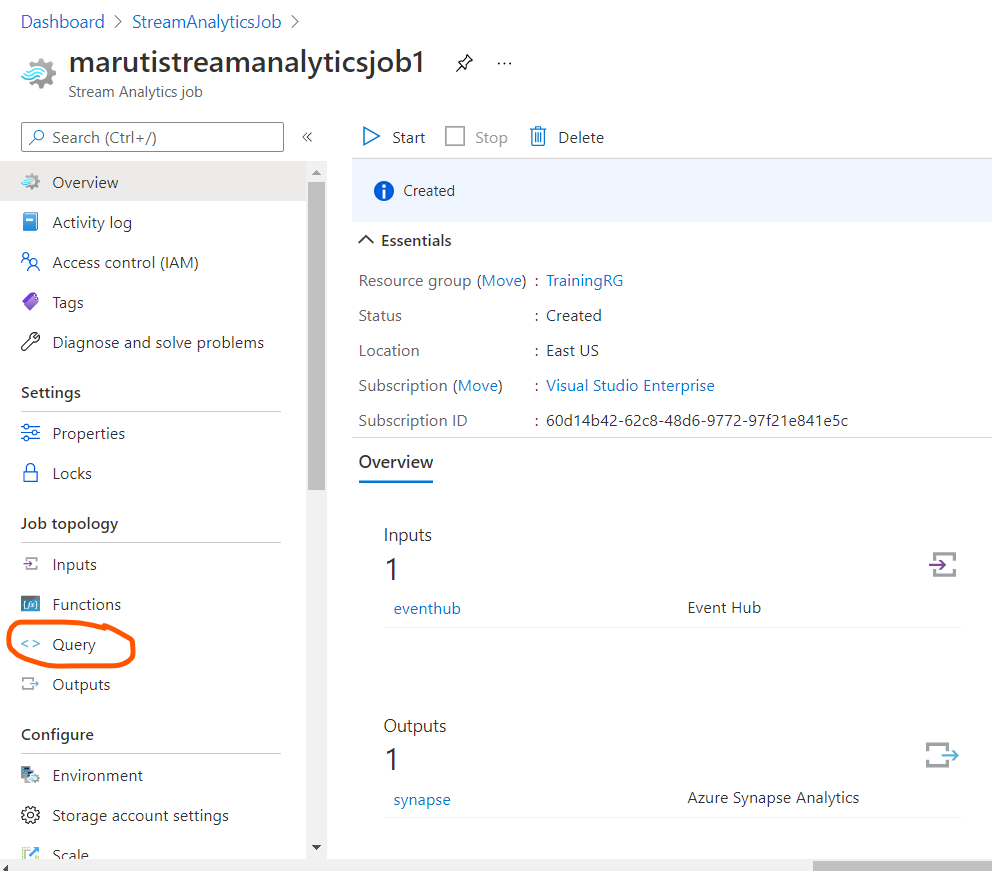 Dashboard > StreamAnalyticsJob >
marutistreamanalyticsjob1 ...
Stream Analytics job
Search (Ctrl+/) «
Start Stop Delete
Overview
Activity log
Access control (IAM)
Tags
Diagnose and solve problems
Settings
Properties
Locks
Job topology
Inputs
Functions
<> Query
Outputs
Configure
Environment
Storage account settings
Scale
Created
Essentials
Resource group (Move) : TrainingRG
Status : Created
Location : East US
Subscription (Move) : Visual Studio Enterprise
Subscription ID : 60d14b42-62c8-48d6-9772-97f21e841e5c
Overview
Inputs
1
eventhub Event Hub
Outputs
1
synapse Azure Synapse Analytics